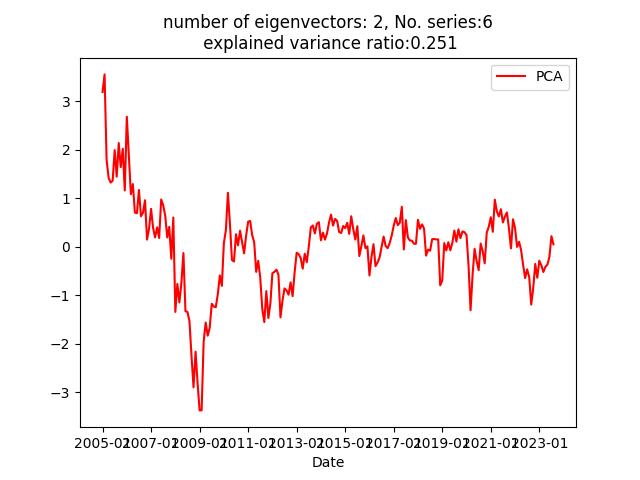 number of eigenvectors: 2, No. series:6
explained variance ratio:0.251
PCA
3
2
1
0
−1
−2
−3
2005-01 2007-01 2009-01 2011-01 2013-01 2015-01 2017-01 2019-01 2021-01 2023-01
Date